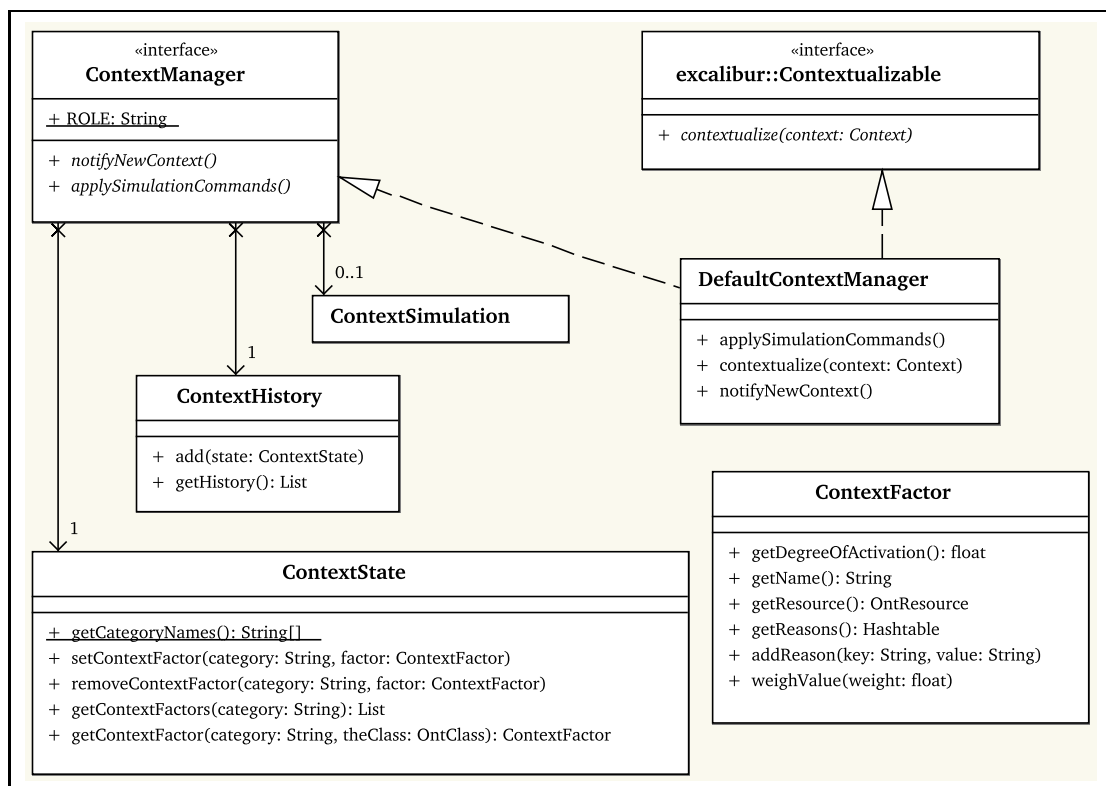 «interface»
ContextManager
+ ROLE: String
+ notifyNewContext()
+ applySimulationCommands()
«interface»
excalibur::Contextualizable
+ contextualize(context: Context)
0..1
ContextSimulation
DefaultContextManager
+ applySimulationCommands()
+ contextualize(context: Context)
+ notifyNewContext()
1
ContextHistory
+ add(state: ContextState)
+ getHistory(): List
1
ContextState
+ getCategoryNames(): String[]
+ setContextFactor(category: String, factor: ContextFactor)
+ removeContextFactor(category: String, factor: ContextFactor)
+ getContextFactors(category: String): List
+ getContextFactor(category: String, theClass: OntClass): ContextFactor
ContextFactor
+ getDegreeOfActivation(): float
+ getName(): String
+ getResource(): OntResource
+ getReasons(): Hashtable
+ addReason(key: String, value: String)
+ weighValue(weight: float)